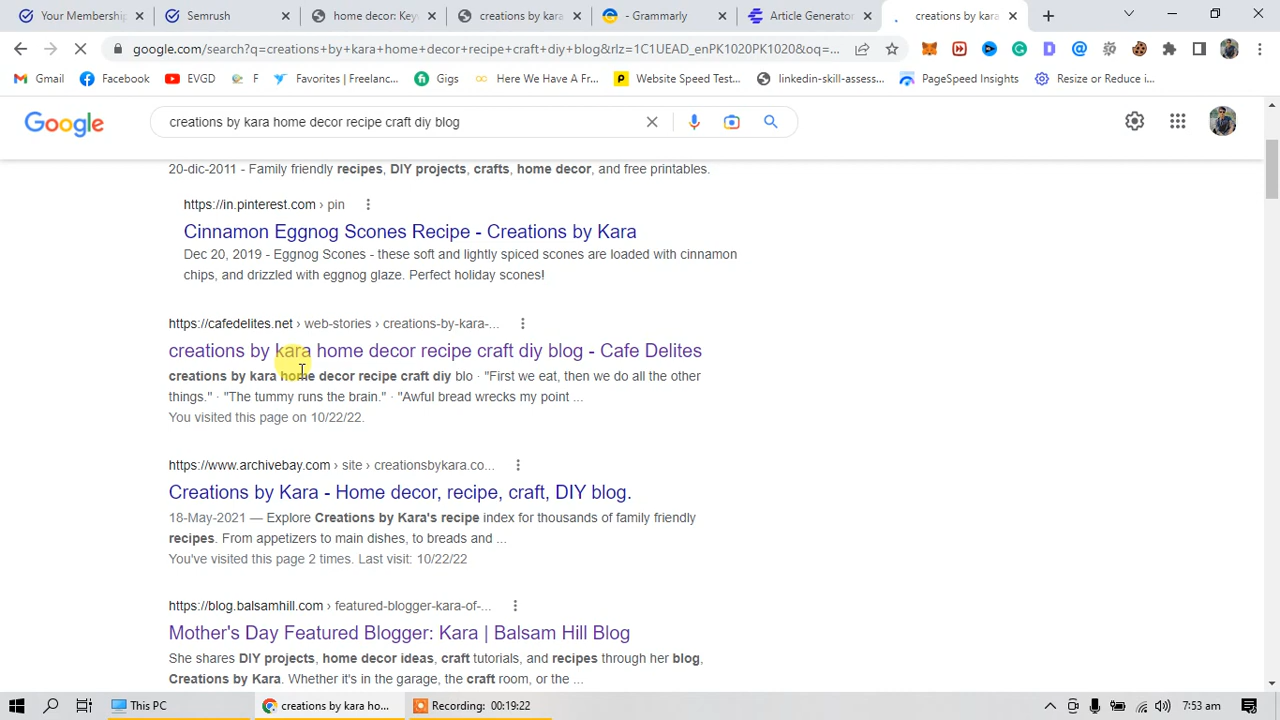 Your Membership
Semrush
home decor: Key
creations by kara
- Grammarly
Article Generator
creations by kara
google.com/search?q=creations+by+kara+home+decor+recipe+craft+diy+blog&rlz=1C1UEAD_enPK1020PK1020&oq=...
Gmail
Facebook
EVGD
F
Favorites | Freelanc...
Gigs
Here We Have A Fr...
Website Speed Test...
linkedin-skill-assess...
PageSpeed Insights
Resize or Reduce i...
Google
creations by kara home decor recipe craft diy blog
20-dic-2011 - Family friendly recipes, DIY projects, crafts, home decor, and free printables.
https://in.pinterest.com › pin
Cinnamon Eggnog Scones Recipe - Creations by Kara
Dec 20, 2019 - Eggnog Scones - these soft and lightly spiced scones are loaded with cinnamon
chips, and drizzled with eggnog glaze. Perfect holiday scones!
https://cafedelites.net › web-stories › creations-by-kara-...
creations by kara home decor recipe craft diy blog - Cafe Delites
creations by kara home decor recipe craft diy blo · "First we eat, then we do all the other
things." · "The tummy runs the brain." · "Awful bread wrecks my point ...
You visited this page on 10/22/22.
https://www.archivebay.com › site › creationsbykara.co...
Creations by Kara - Home decor, recipe, craft, DIY blog.
18-May-2021 — Explore Creations by Kara's recipe index for thousands of family friendly
recipes. From appetizers to main dishes, to breads and ...
You've visited this page 2 times. Last visit: 10/22/22
https://blog.balsamhill.com › featured-blogger-kara-of-...
Mother's Day Featured Blogger: Kara | Balsam Hill Blog
She shares DIY projects, home decor ideas, craft tutorials, and recipes through her blog,
Creations by Kara. Whether it's in the garage, the craft room, or the ...
This PC
creations by kara ho...
Recording: 00:19:22
7:53 am